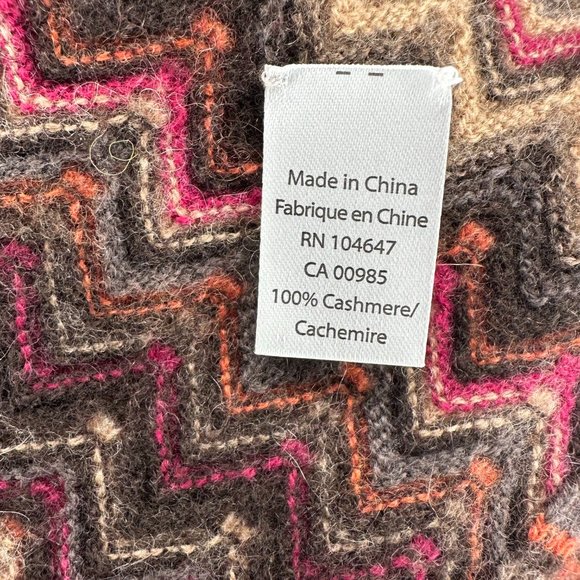 Made in China
Fabrique en Chine
RN 104647
CA 00985
100% Cashmere/
Cachemire